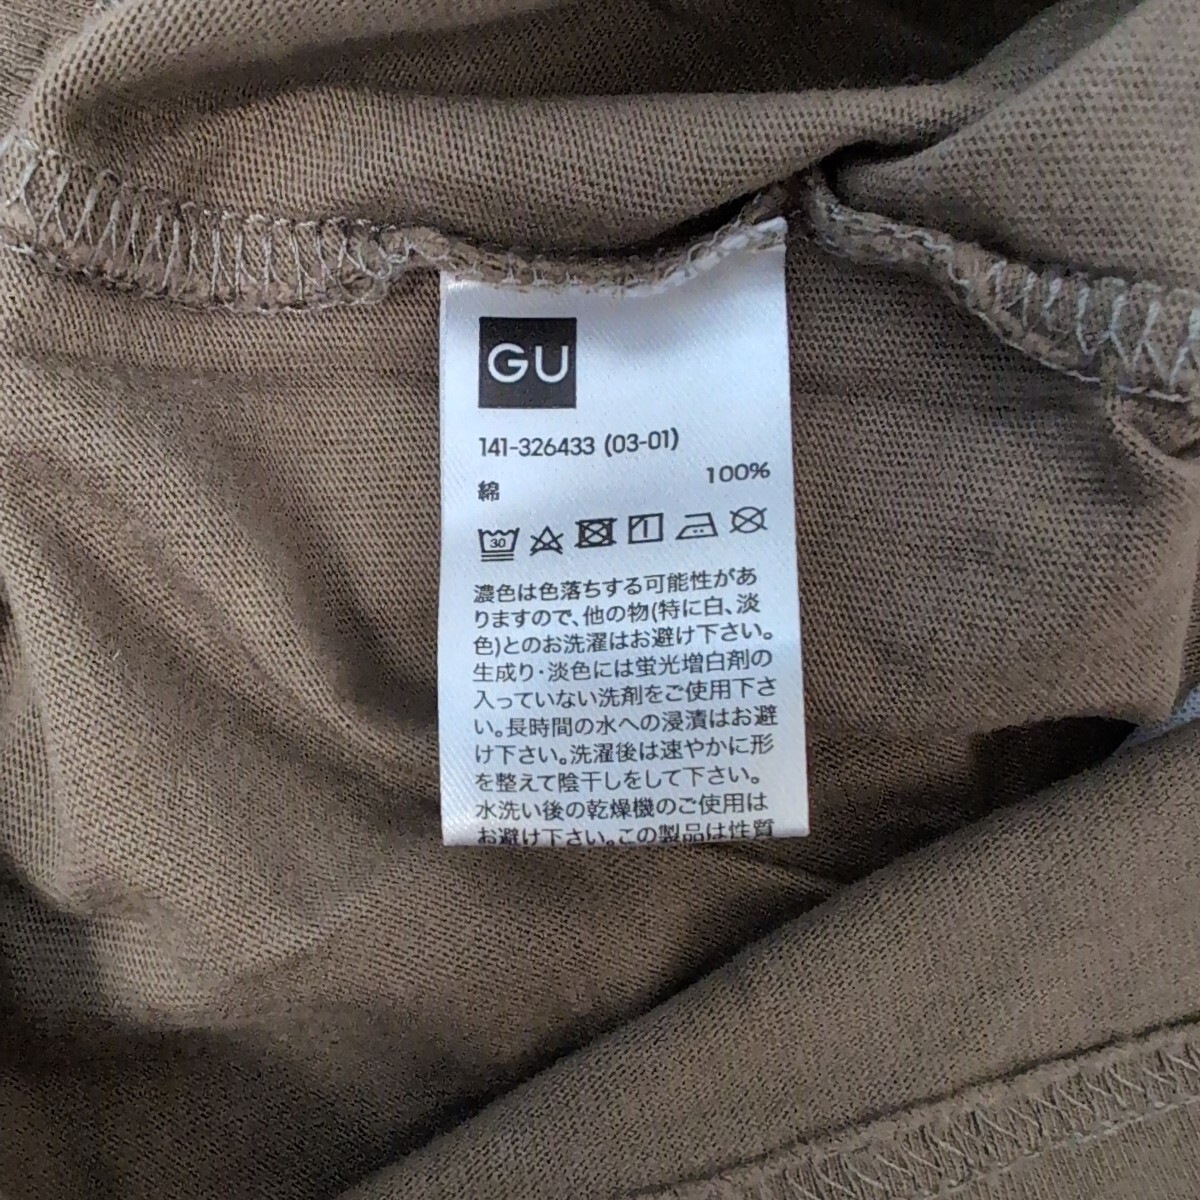 GU
141-326433 (03-01)
綿 100%
30
濃色は色落ちする可能性があ
りますので、他の物(特に白、淡
色)とのお洗濯はお避け下さい。
生成り・淡色には蛍光増白剤の
入っていない洗剤をご使用下さ
い。長時間の水への浸漬はお避
け下さい。洗濯後は速やかに形
を整えて陰干しをして下さい。
水洗い後の乾燥機のご使用は
お避け下さい。この製品は性質